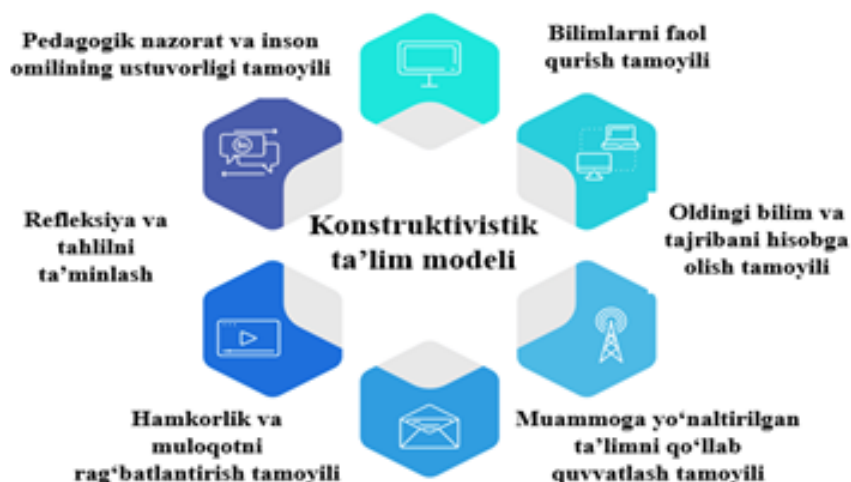 Pedagogik nazorat va inson
omilining ustuvorligi tamoyili
Bilimlarni faol
qurish tamoyili
Refleksiya va
tahlilni
ta’minlash
Konstruktivistik
ta’lim modeli
Oldingi bilim va
tajribani hisobga
olish tamoyili
Hamkorlik va
muloqotni
rag‘batlantirish tamoyili
Muammoga yo‘naltirilgan
ta’limni qo‘llab
quvvatlash tamoyili